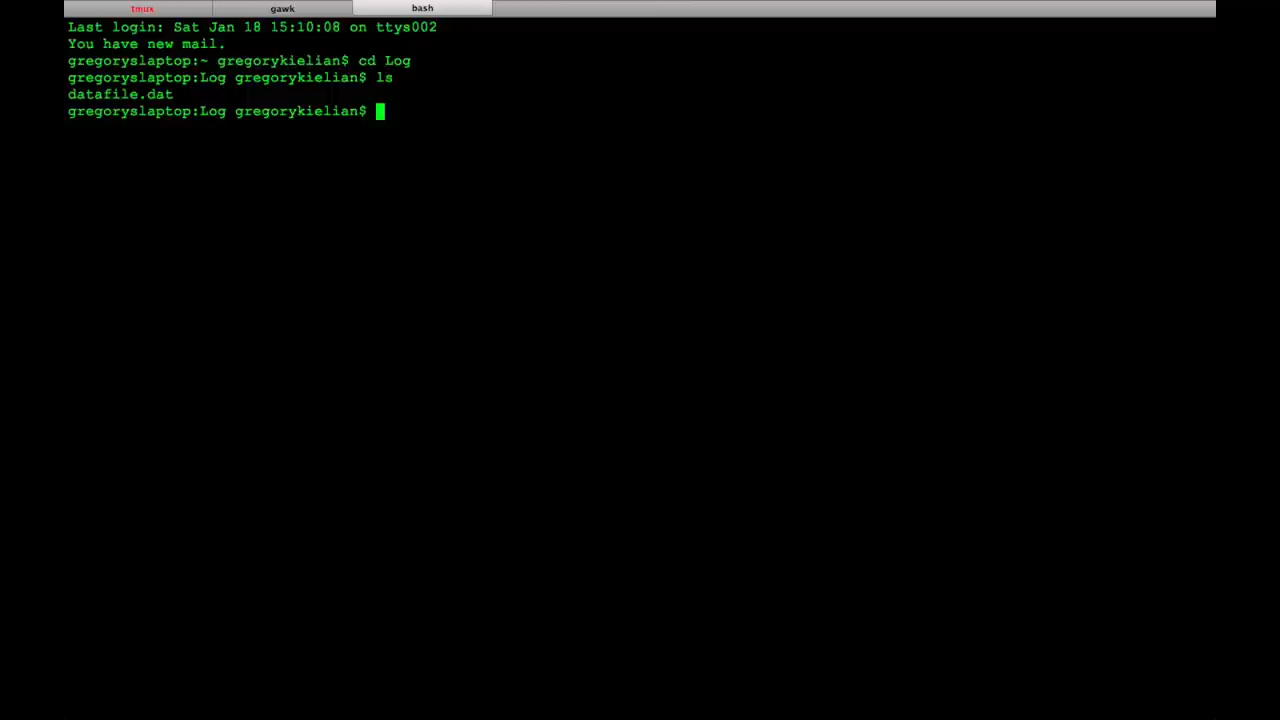 tmux gawk bash
Last login: Sat Jan 18 15:10:08 on ttys002
You have new mail.
gregoryslaptop:~ gregorykielian$ cd Log
gregoryslaptop:Log gregorykielian$ ls
datafile.dat
gregoryslaptop:Log gregorykielian$